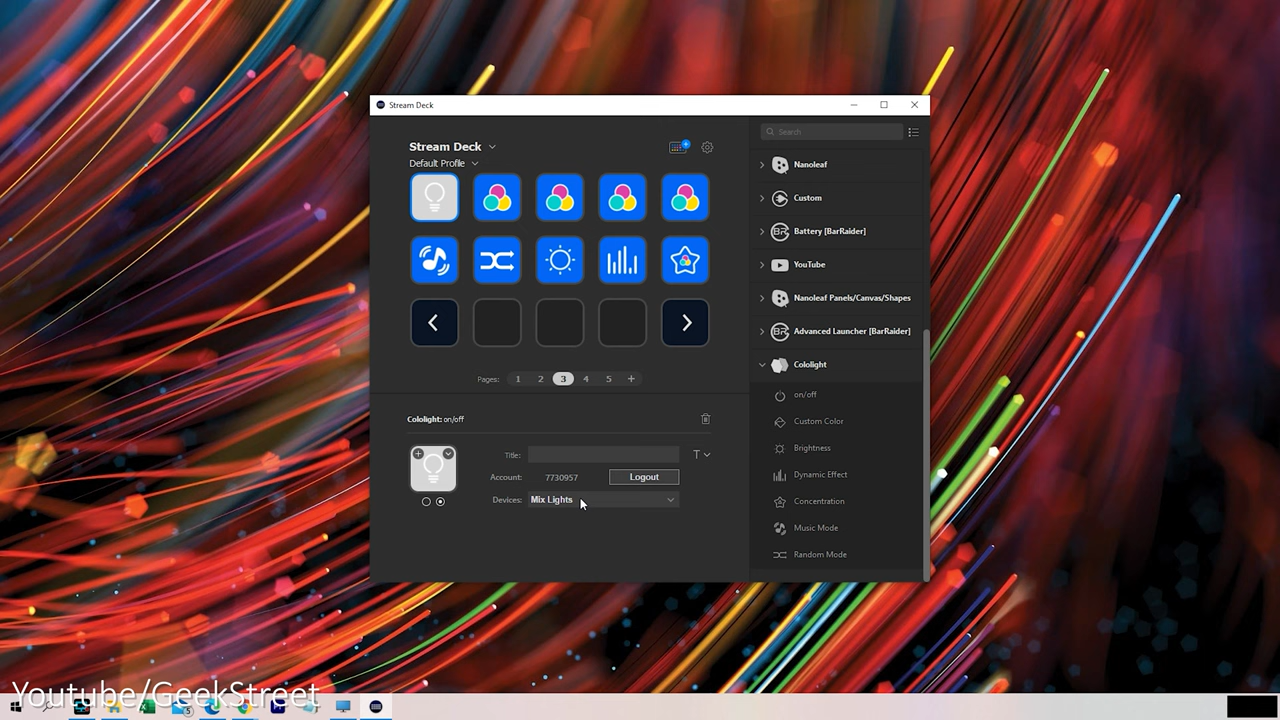 Stream Deck
Stream Deck
Default Profile
Search
Nanoleaf
Custom
Battery [BarRaider]
YouTube
Nanoleaf Panels/Canvas/Shapes
Advanced Launcher [BarRaider]
Cololight
on/off
Custom Color
Brightness
Dynamic Effect
Concentration
Music Mode
Random Mode
Pages: 1 2 3 4 5 +
Cololight: on/off
Title: T
Account: 7730957 Logout
Devices: Mix Lights
Youtube/GeekStreet